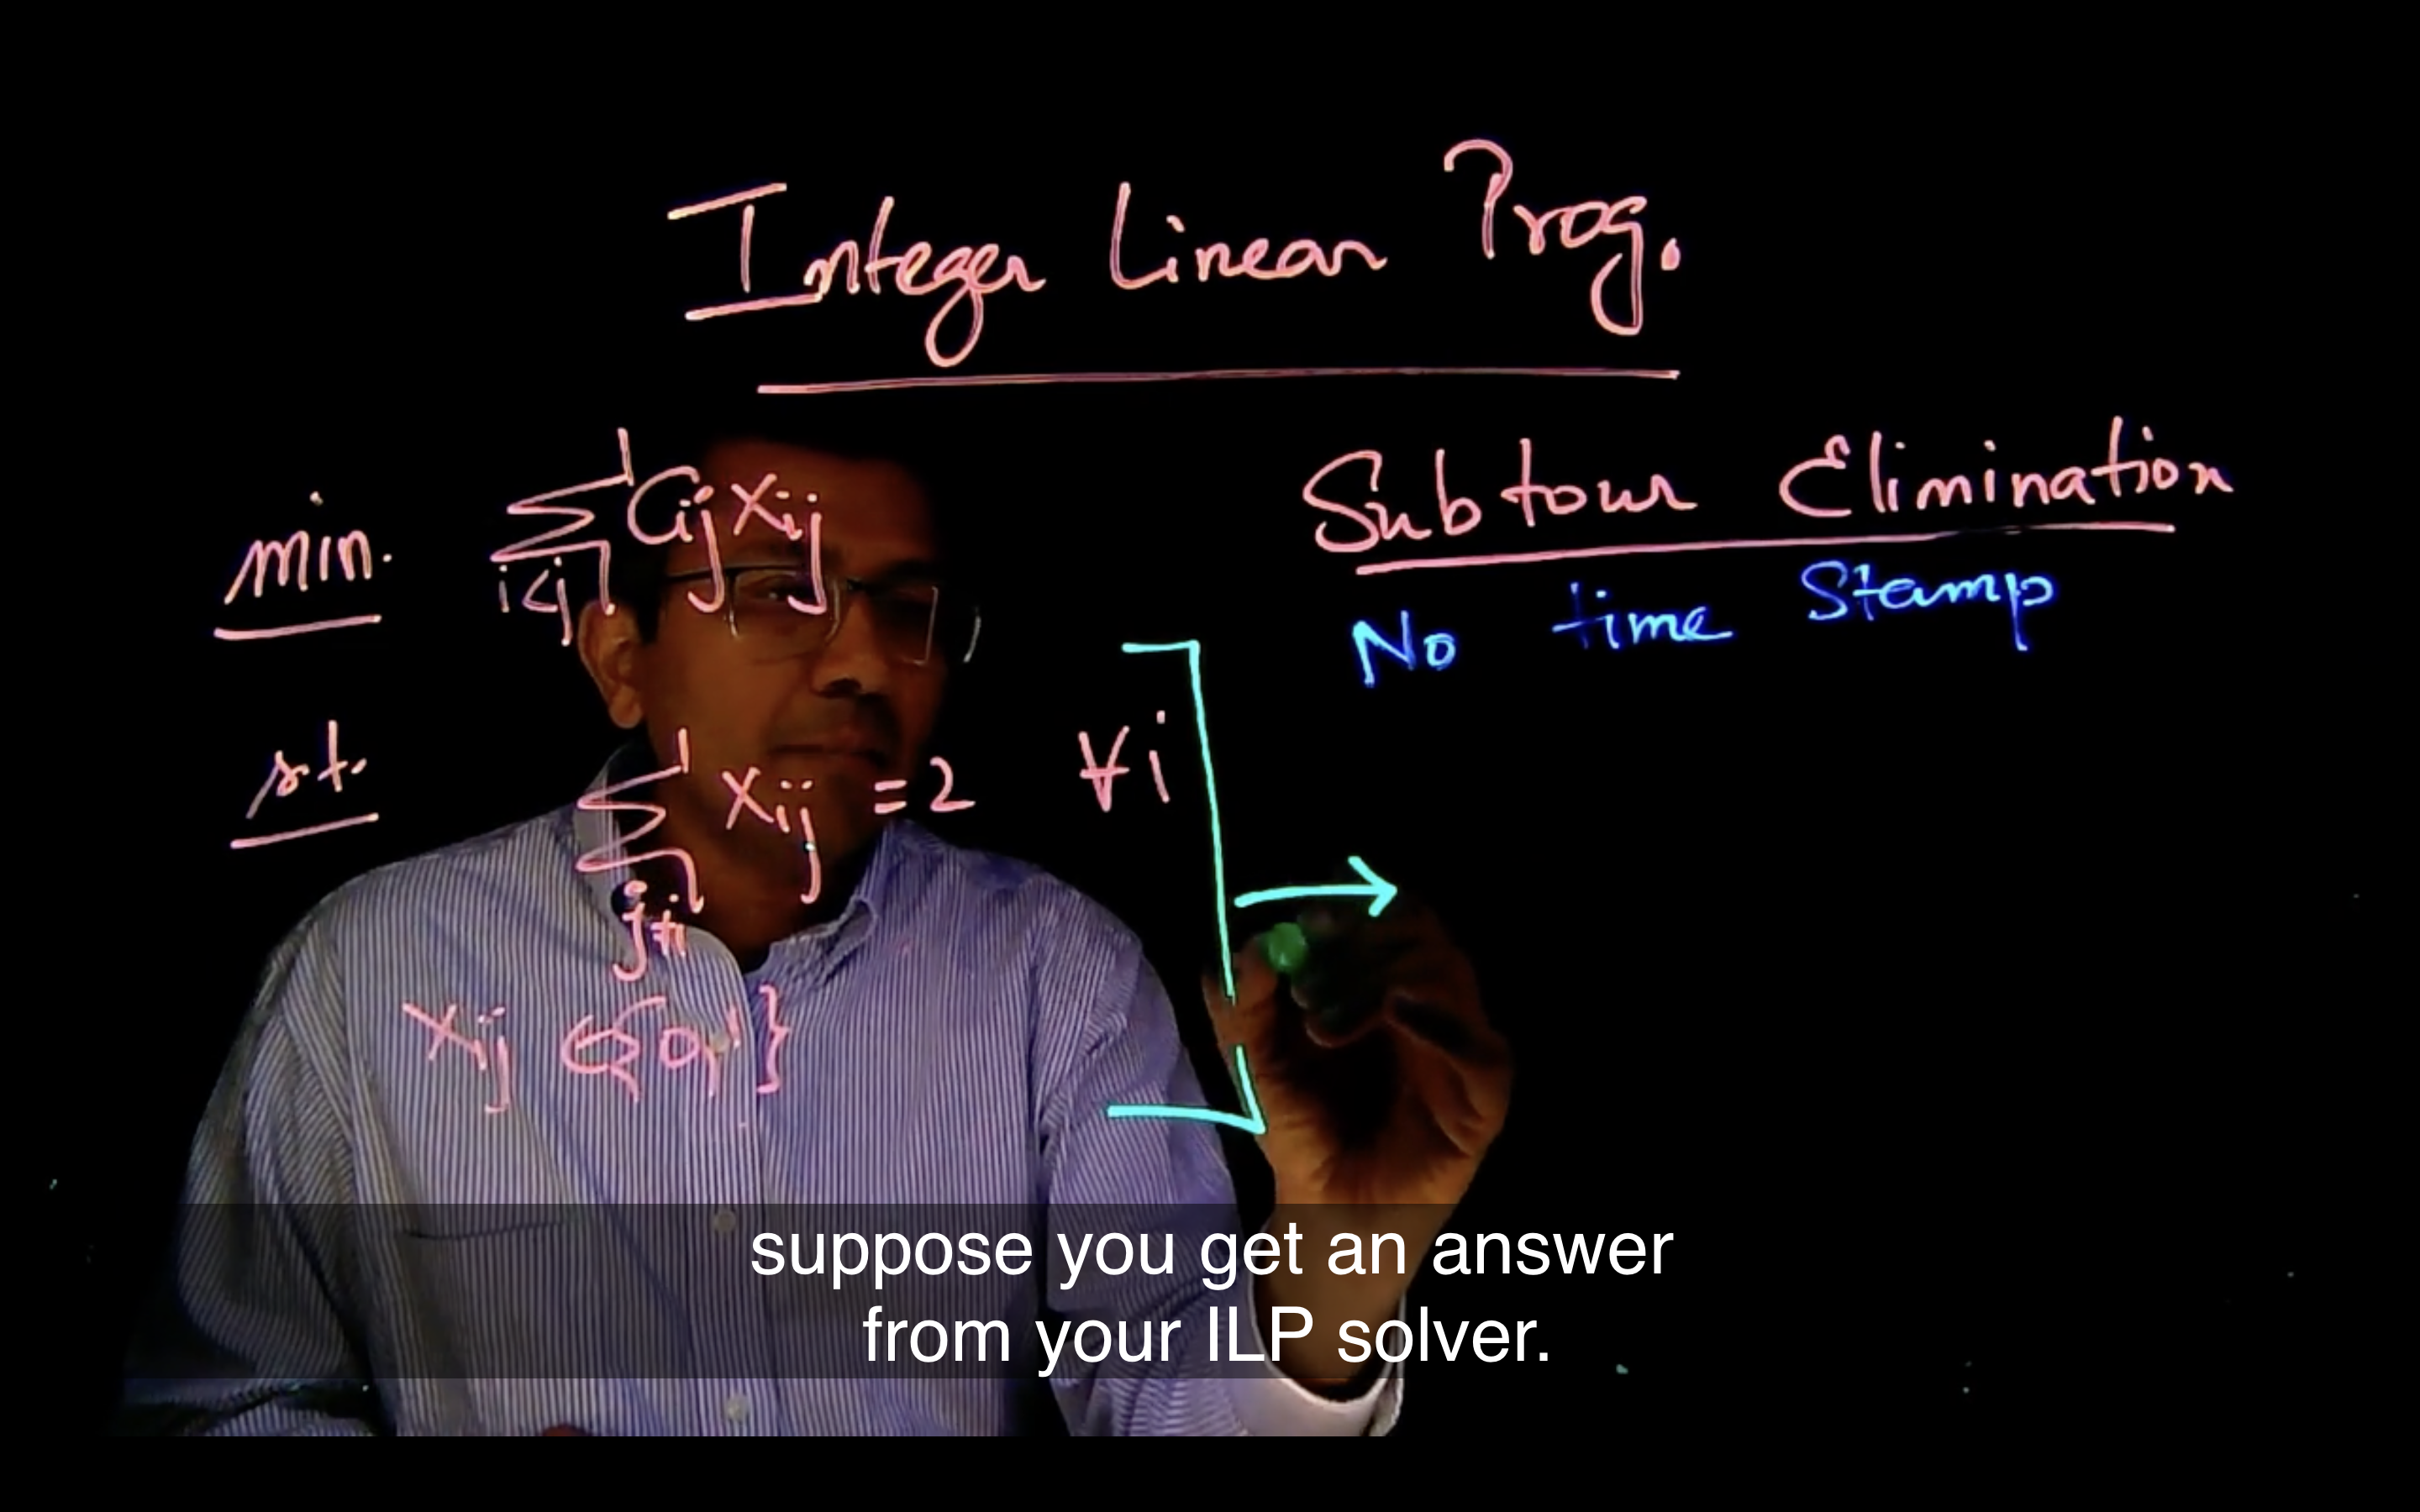 Integer Linear Prog.
min. Σ Cij Xij
i<j
Subtour Elimination
No time Stamp
s.t. Σ Xij = 2 ∀i
j≠i
Xij ∈ {0,1}
suppose you get an answer
from your ILP solver.